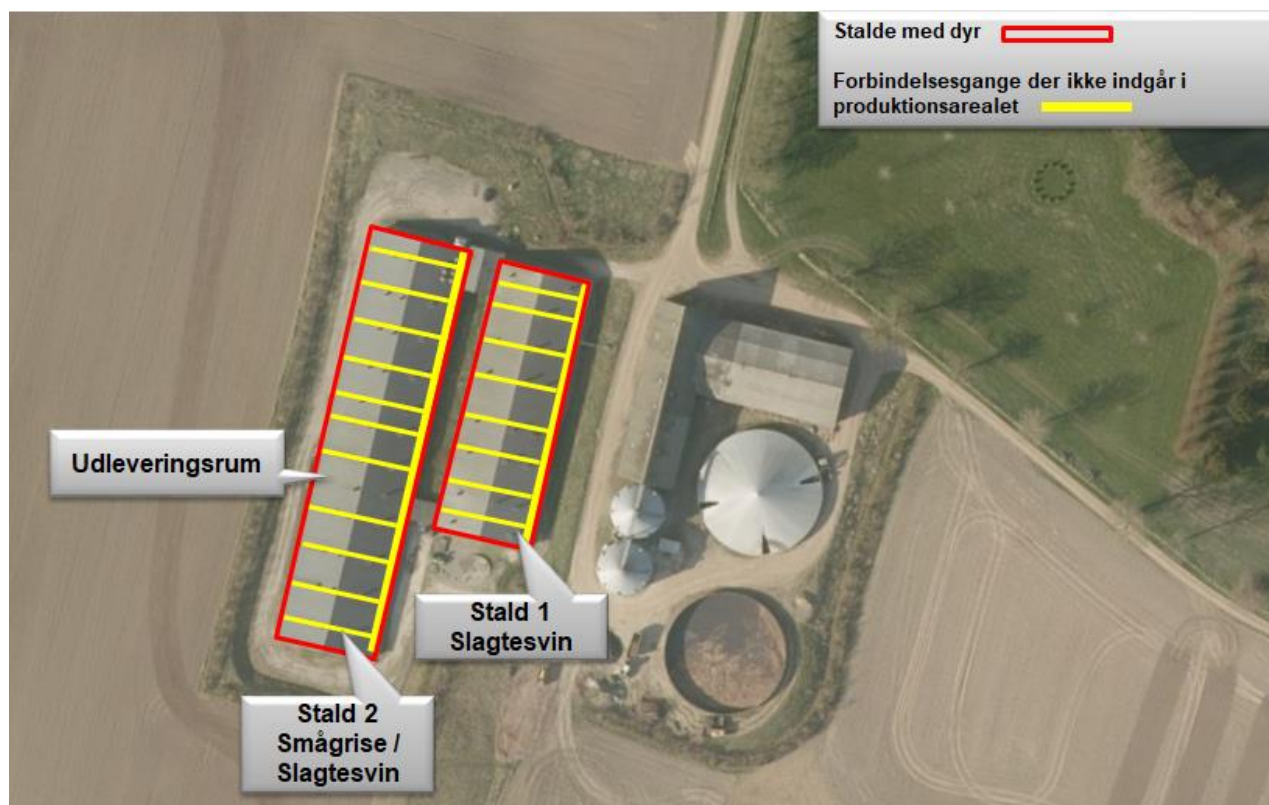 Stalde med dyr
Forbindelsesgange der ikke indgår i
produktionsarealet
Udleveringsrum
Stald 1
Slagtesvin
Stald 2
Smågrise /
Slagtesvin